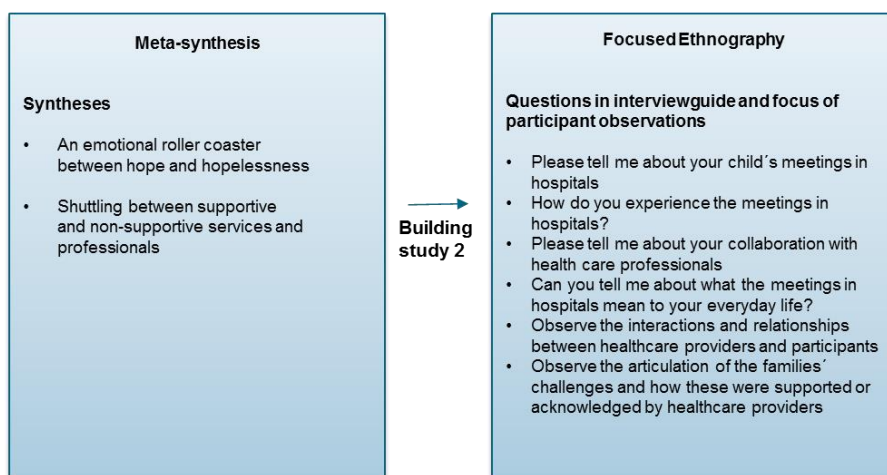 Meta-synthesis
Syntheses
• An emotional roller coaster
between hope and hopelessness
• Shuttling between supportive
and non-supportive services and
professionals
Building
study 2
Focused Ethnography
Questions in interviewguide and focus of
participant observations
• Please tell me about your child´s meetings in
hospitals
• How do you experience the meetings in
hospitals?
• Please tell me about your collaboration with
health care professionals
• Can you tell me about what the meetings in
hospitals mean to your everyday life?
• Observe the interactions and relationships
between healthcare providers and participants
• Observe the articulation of the families´
challenges and how these were supported or
acknowledged by healthcare providers